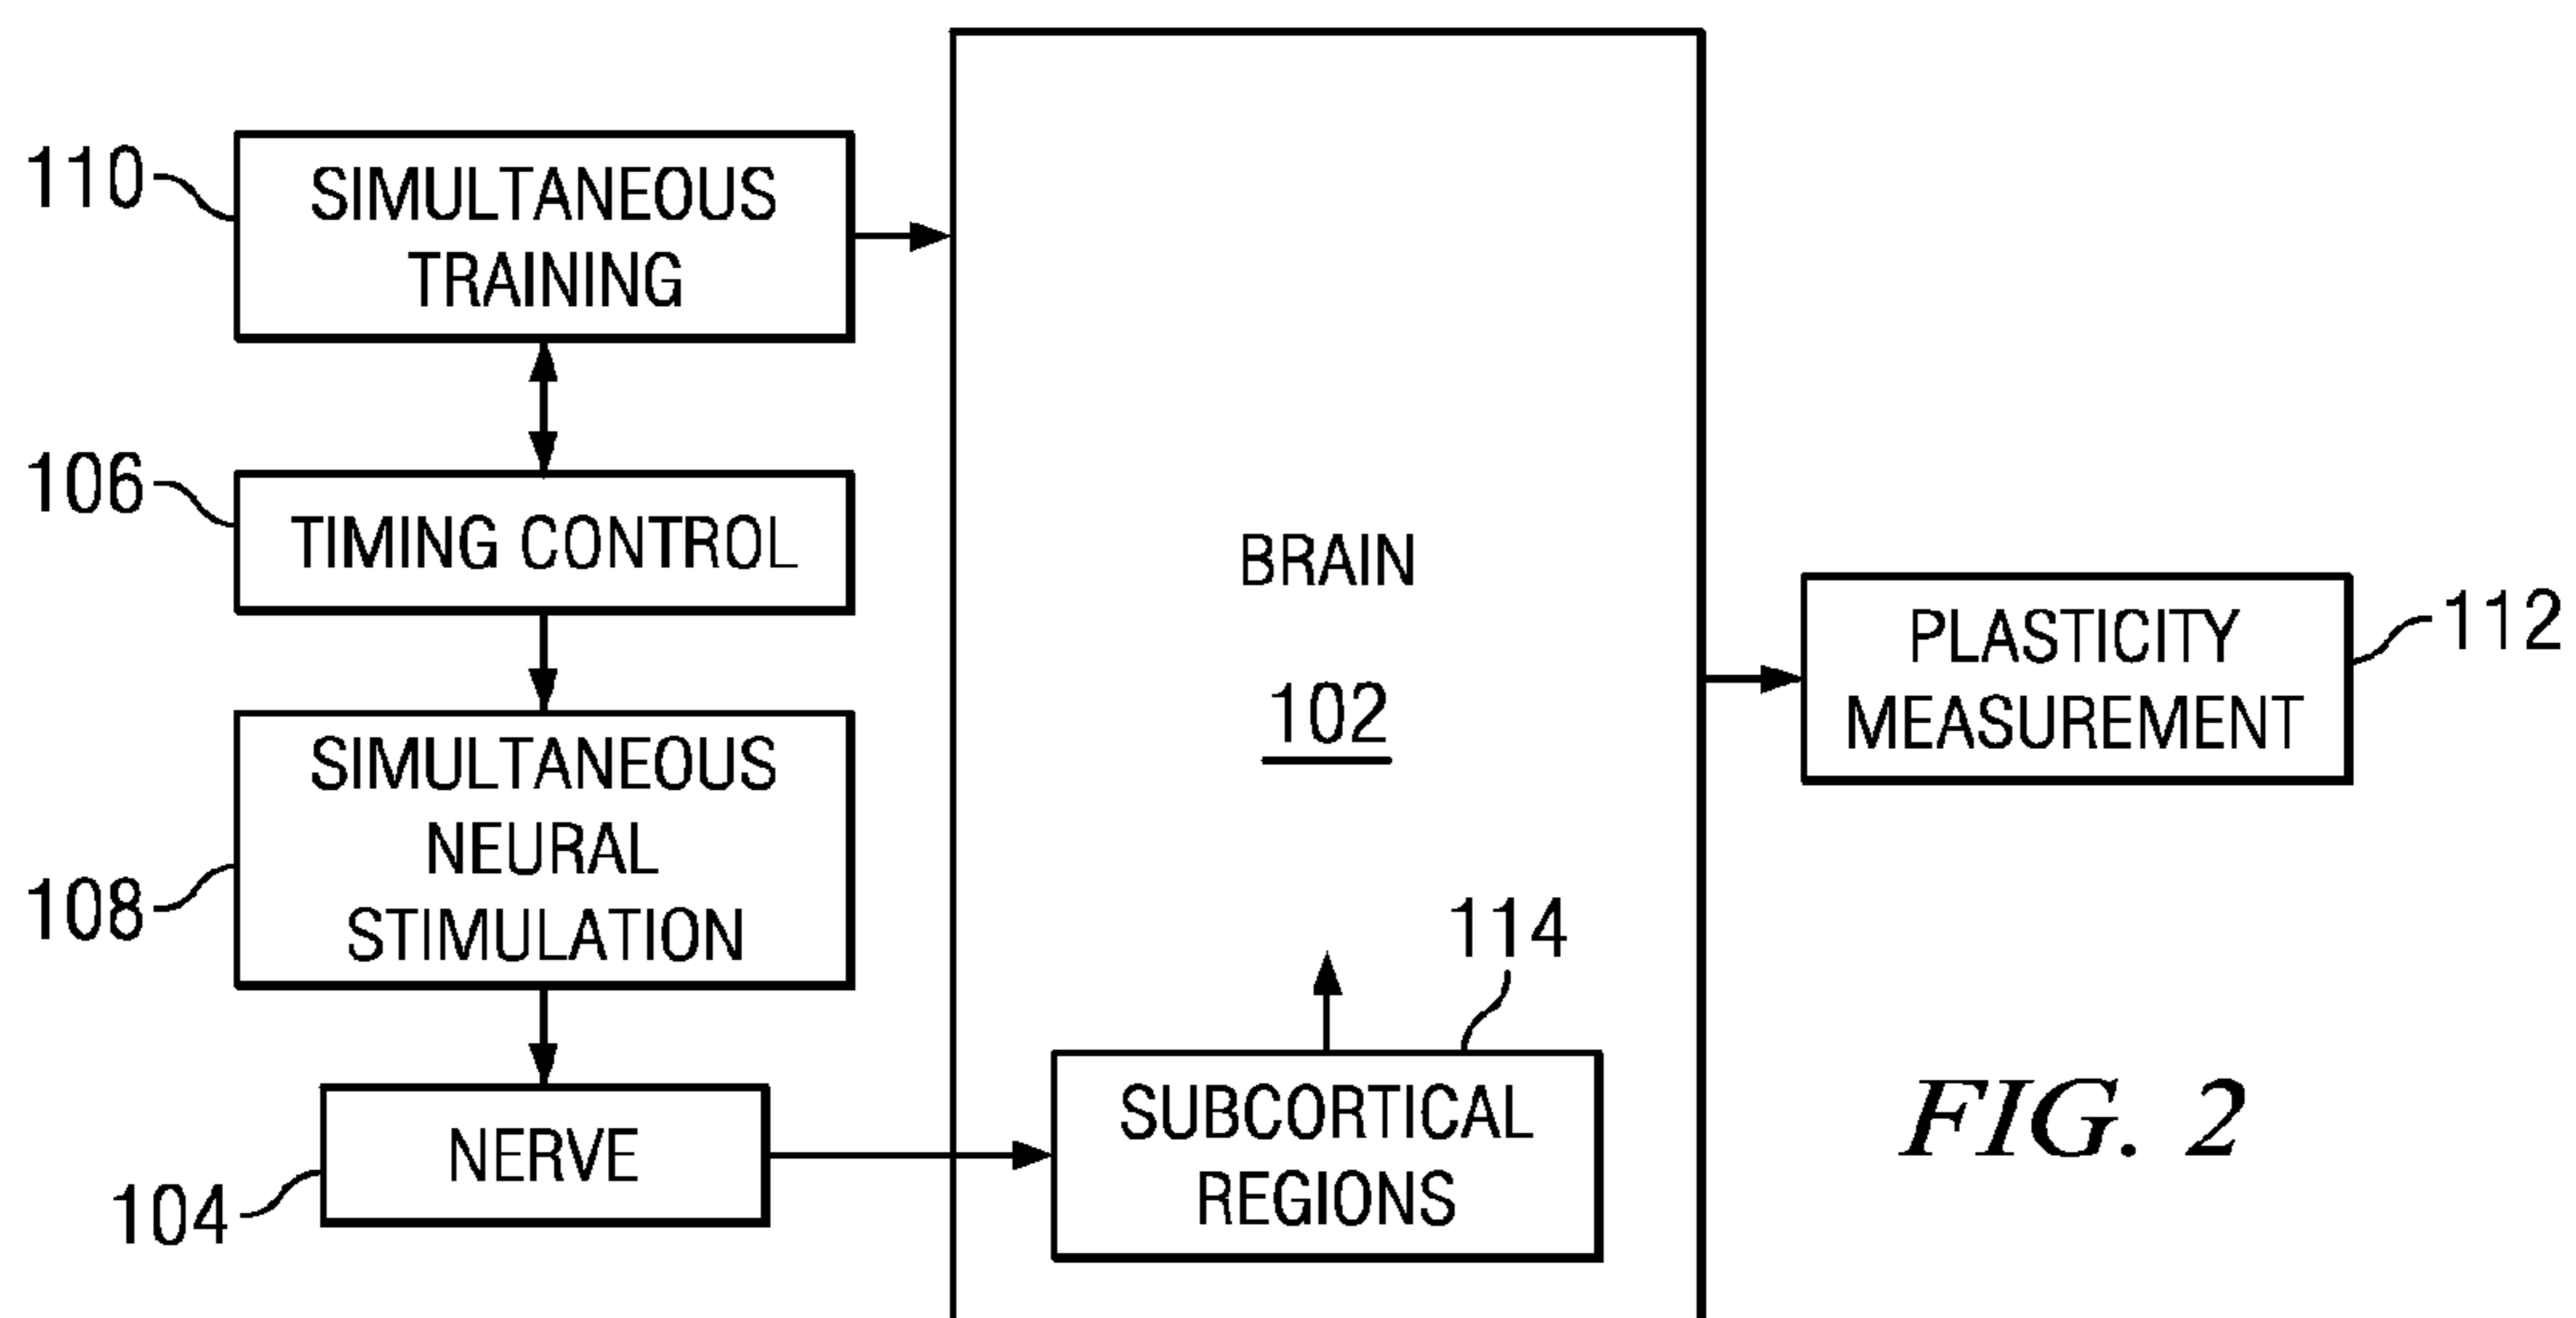 110
SIMULTANEOUS
TRAINING
106
TIMING CONTROL
108
SIMULTANEOUS
NEURAL
STIMULATION
104
NERVE
BRAIN
102
114
SUBCORTICAL
REGIONS
PLASTICITY
MEASUREMENT
112
FIG. 2